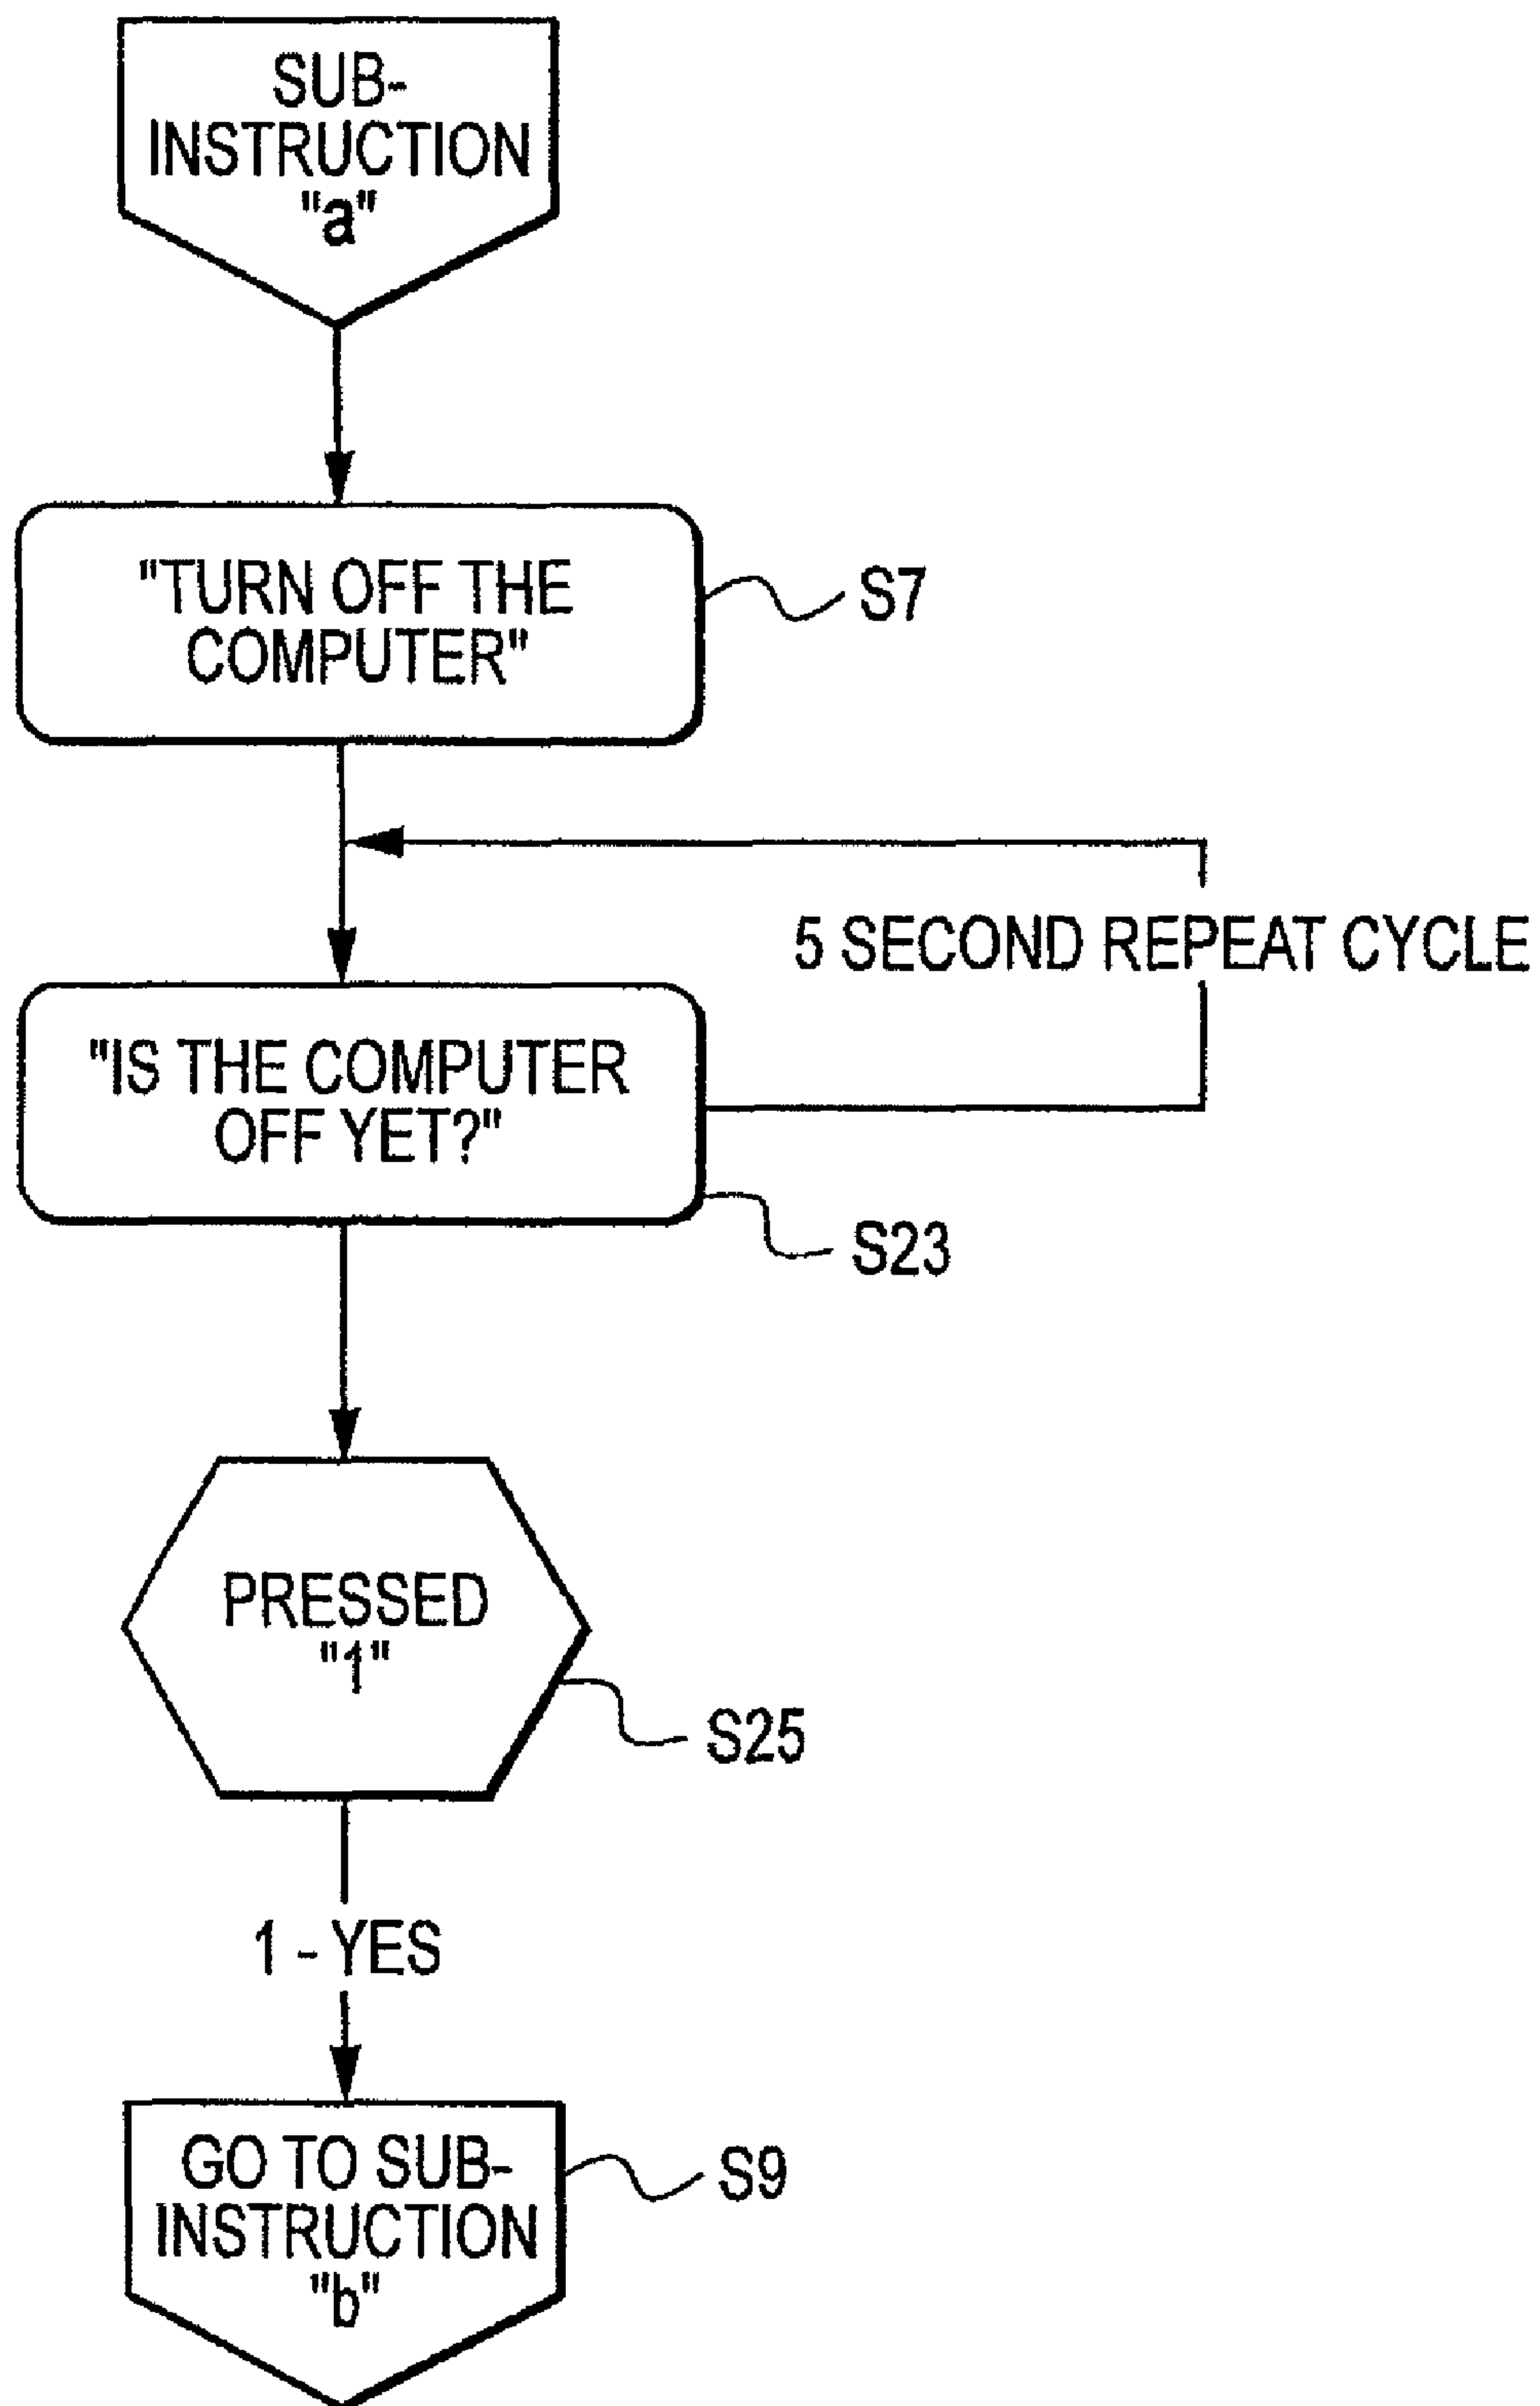 SUB-
INSTRUCTION
"a"
"TURN OFF THE
COMPUTER"
S7
5 SECOND REPEAT CYCLE
"IS THE COMPUTER
OFF YET?"
S23
PRESSED
"1"
S25
1 - YES
GO TO SUB-
INSTRUCTION
"b"
S9